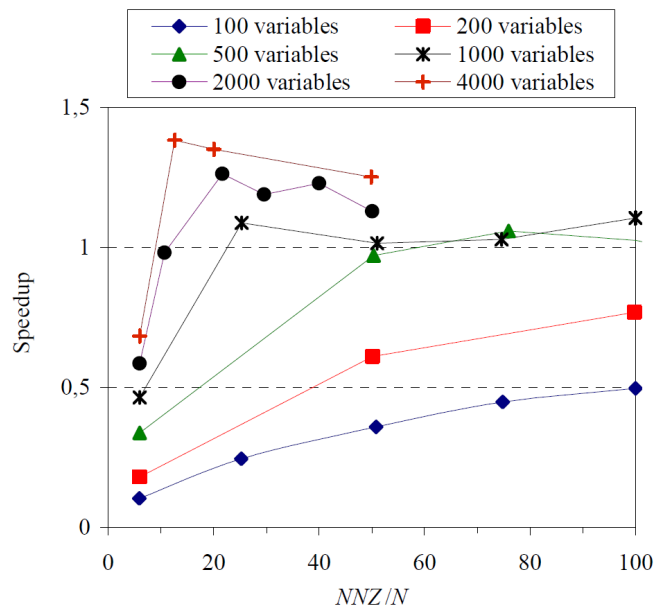 100 variables 200 variables
500 variables 1000 variables
2000 variables 4000 variables
1,5
1
0,5
0
Speedup
0 20 40 60 80 100
NNZ/N